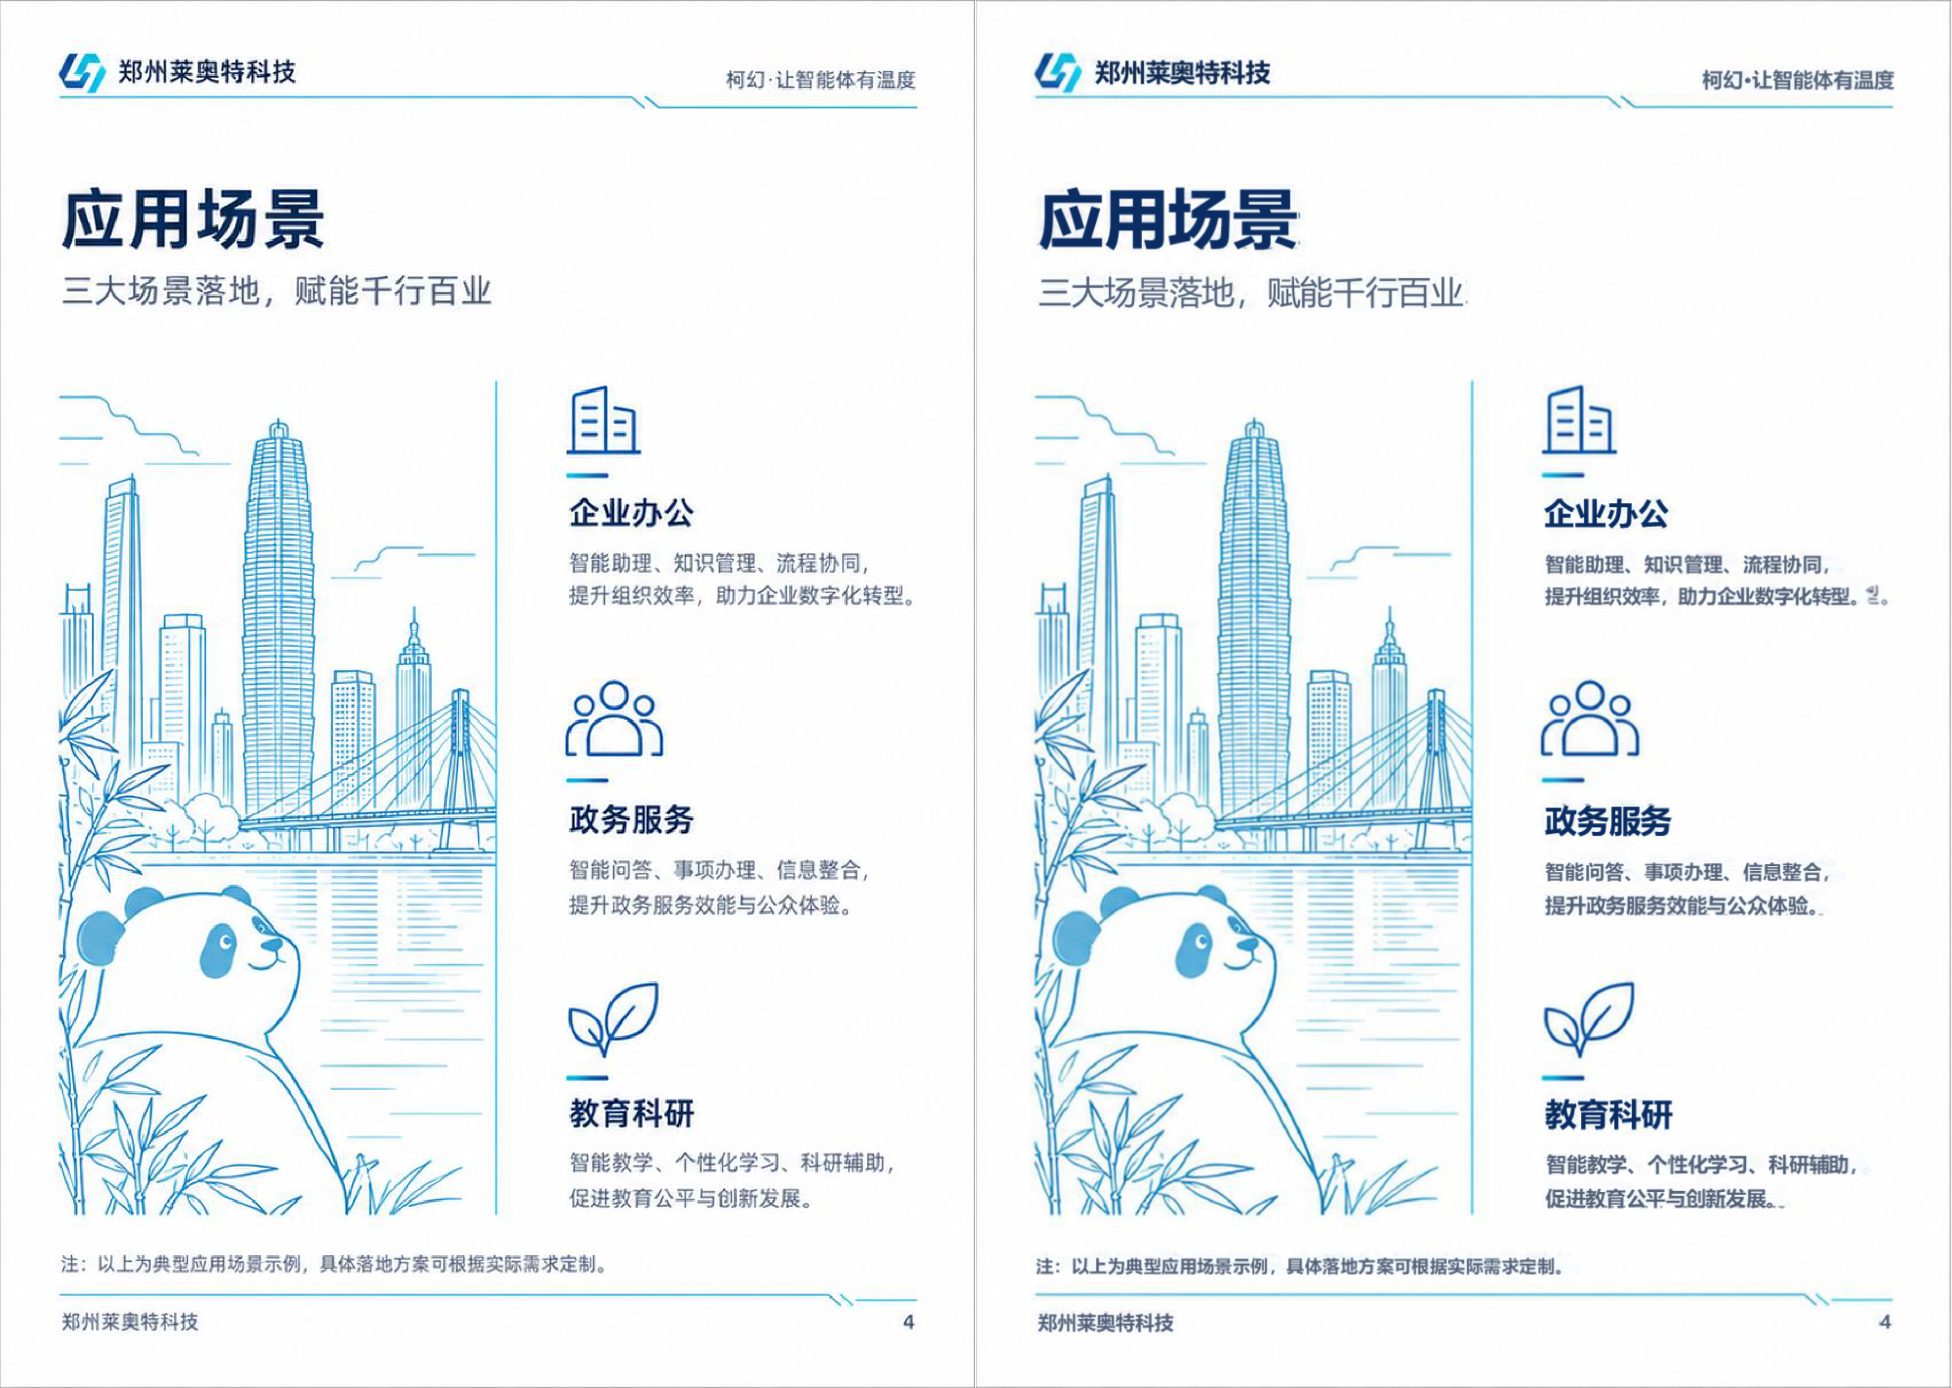 郑州莱奥特科技
柯幻·让智能体有温度
应用场景
三大场景落地，赋能千行百业
企业办公
智能助理、知识管理、流程协同，
提升组织效率，助力企业数字化转型。
政务服务
智能问答、事项办理、信息整合，
提升政务服务效能与公众体验。
教育科研
智能教学、个性化学习、科研辅助，
促进教育公平与创新发展。
注：以上为典型应用场景示例，具体落地方案可根据实际需求定制。
郑州莱奥特科技
4
郑州莱奥特科技
柯幻•让智能体有温度
应用场景
三大场景落地，赋能千行百业
企业办公
智能助理、知识管理、流程协同，
提升组织效率，助力企业数字化转型。
政务服务
智能问答、事项办理、信息整合，
提升政务服务效能与公众体验。
教育科研
智能教学、个性化学习、科研辅助，
促进教育公平与创新发展。
注：以上为典型应用场景示例，具体落地方案可根据实际需求定制。
郑州莱奥特科技
4